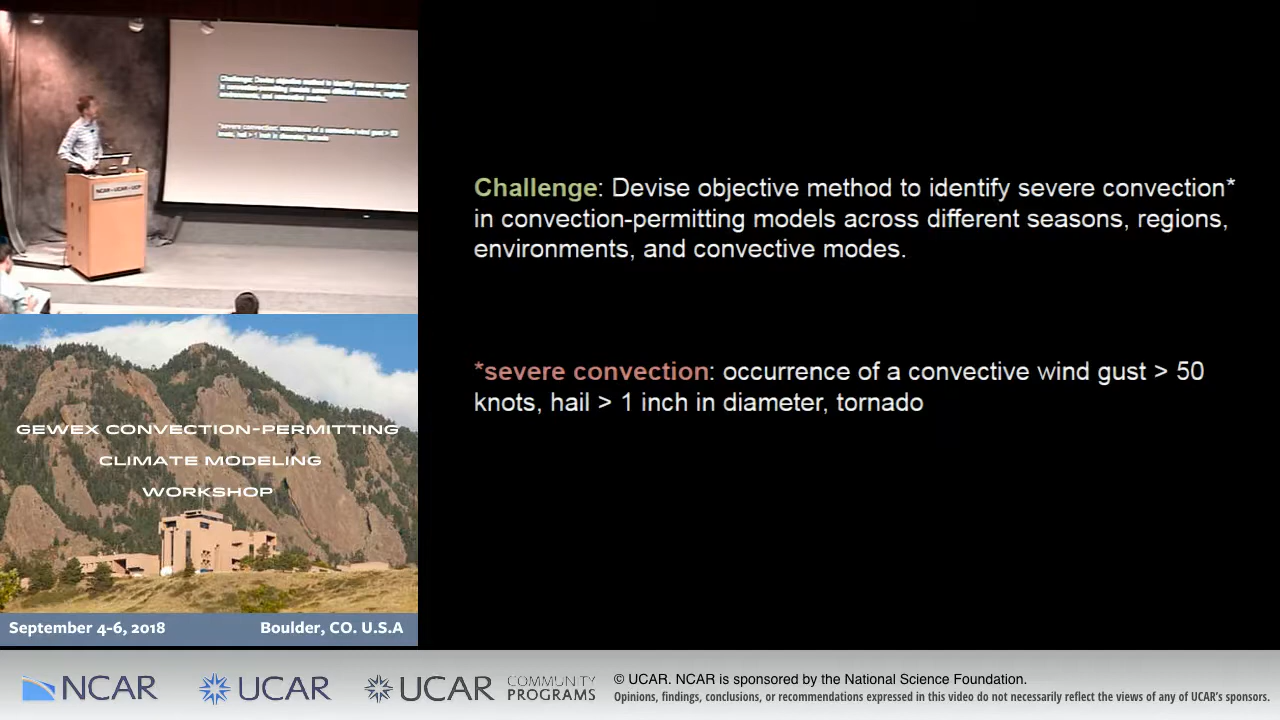 Challenge: Devise objective method to identify severe convection*
in convection-permitting models across different seasons, regions,
environments, and convective modes.
*severe convection: occurrence of a convective wind gust > 50
knots, hail > 1 inch in diameter, tornado
NCAR • UCAR • UCP
GEWEX CONVECTION-PERMITTING
CLIMATE MODELING
WORKSHOP
September 4-6, 2018 Boulder, CO. U.S.A
NCAR UCAR UCAR COMMUNITY PROGRAMS
© UCAR. NCAR is sponsored by the National Science Foundation.
Opinions, findings, conclusions, or recommendations expressed in this video do not necessarily reflect the views of any of UCAR's sponsors.